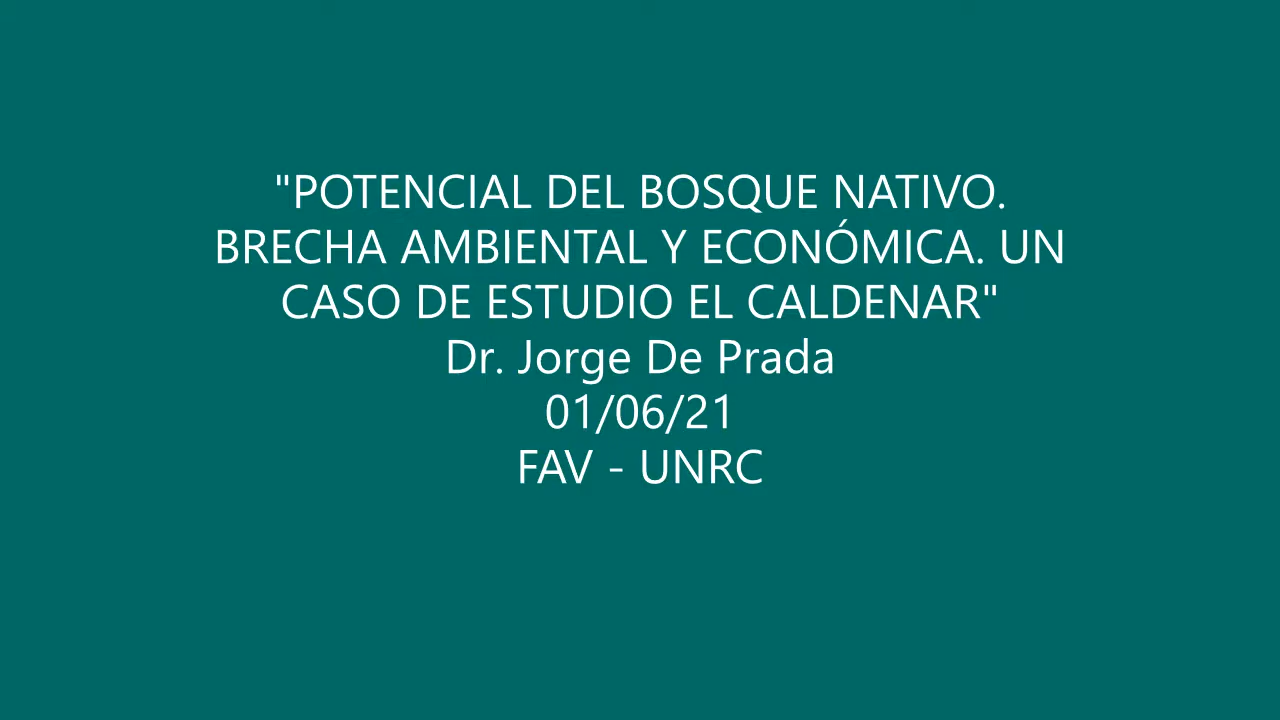 "POTENCIAL DEL BOSQUE NATIVO.
BRECHA AMBIENTAL Y ECONÓMICA. UN
CASO DE ESTUDIO EL CALDENAR"
Dr. Jorge De Prada
01/06/21
FAV - UNRC